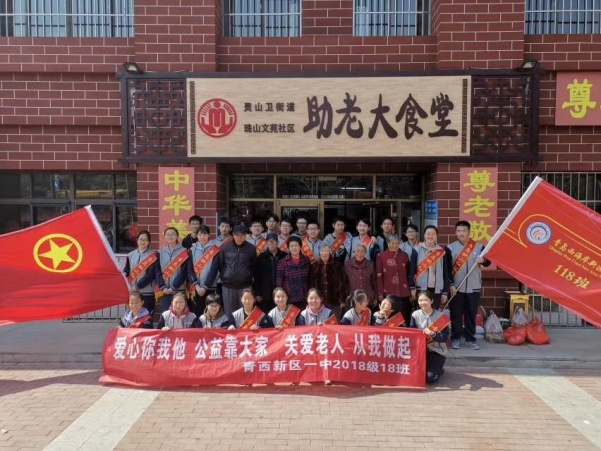 灵山卫街道
珠山文苑社区
助老大食堂
尊
中华
尊老敬
118班
爱心你我他 公益靠大家 关爱老人 从我做起
青西新区一中2018级18班